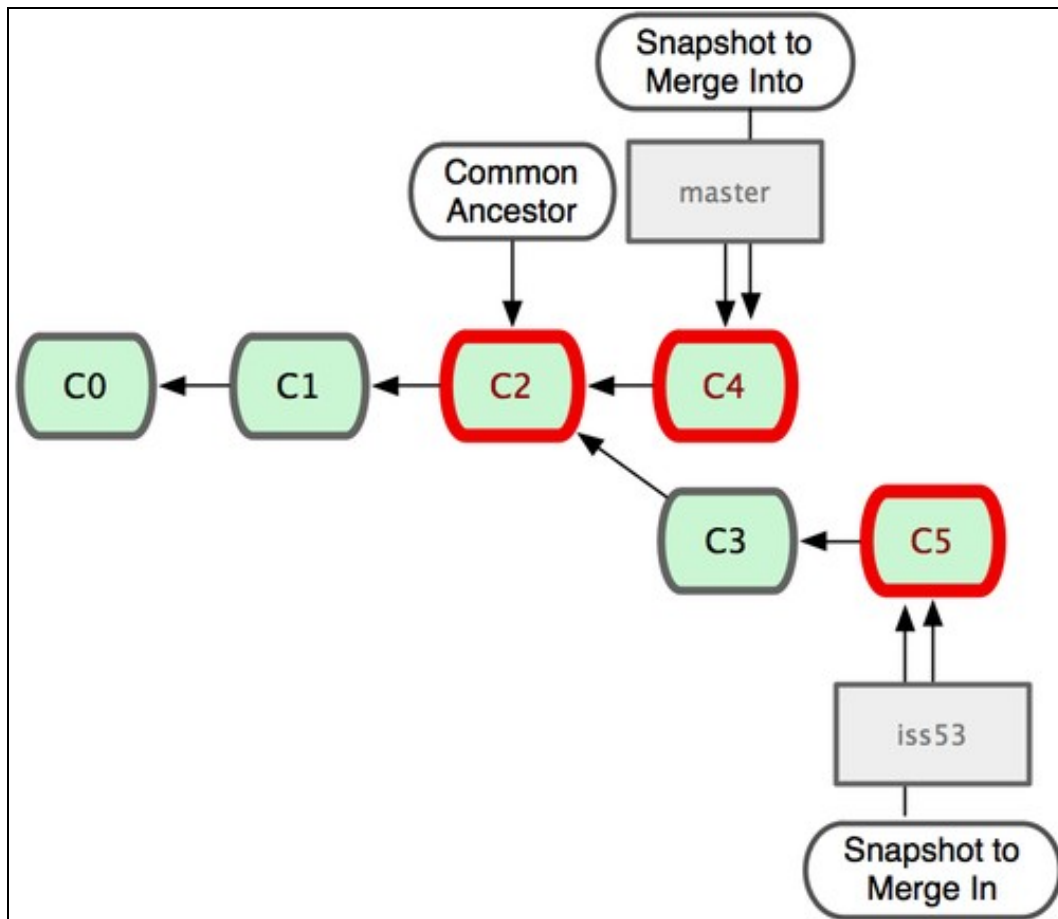 Snapshot to
Merge Into
Common
Ancestor
master
C0
C1
C2
C4
C3
C5
iss53
Snapshot to
Merge In